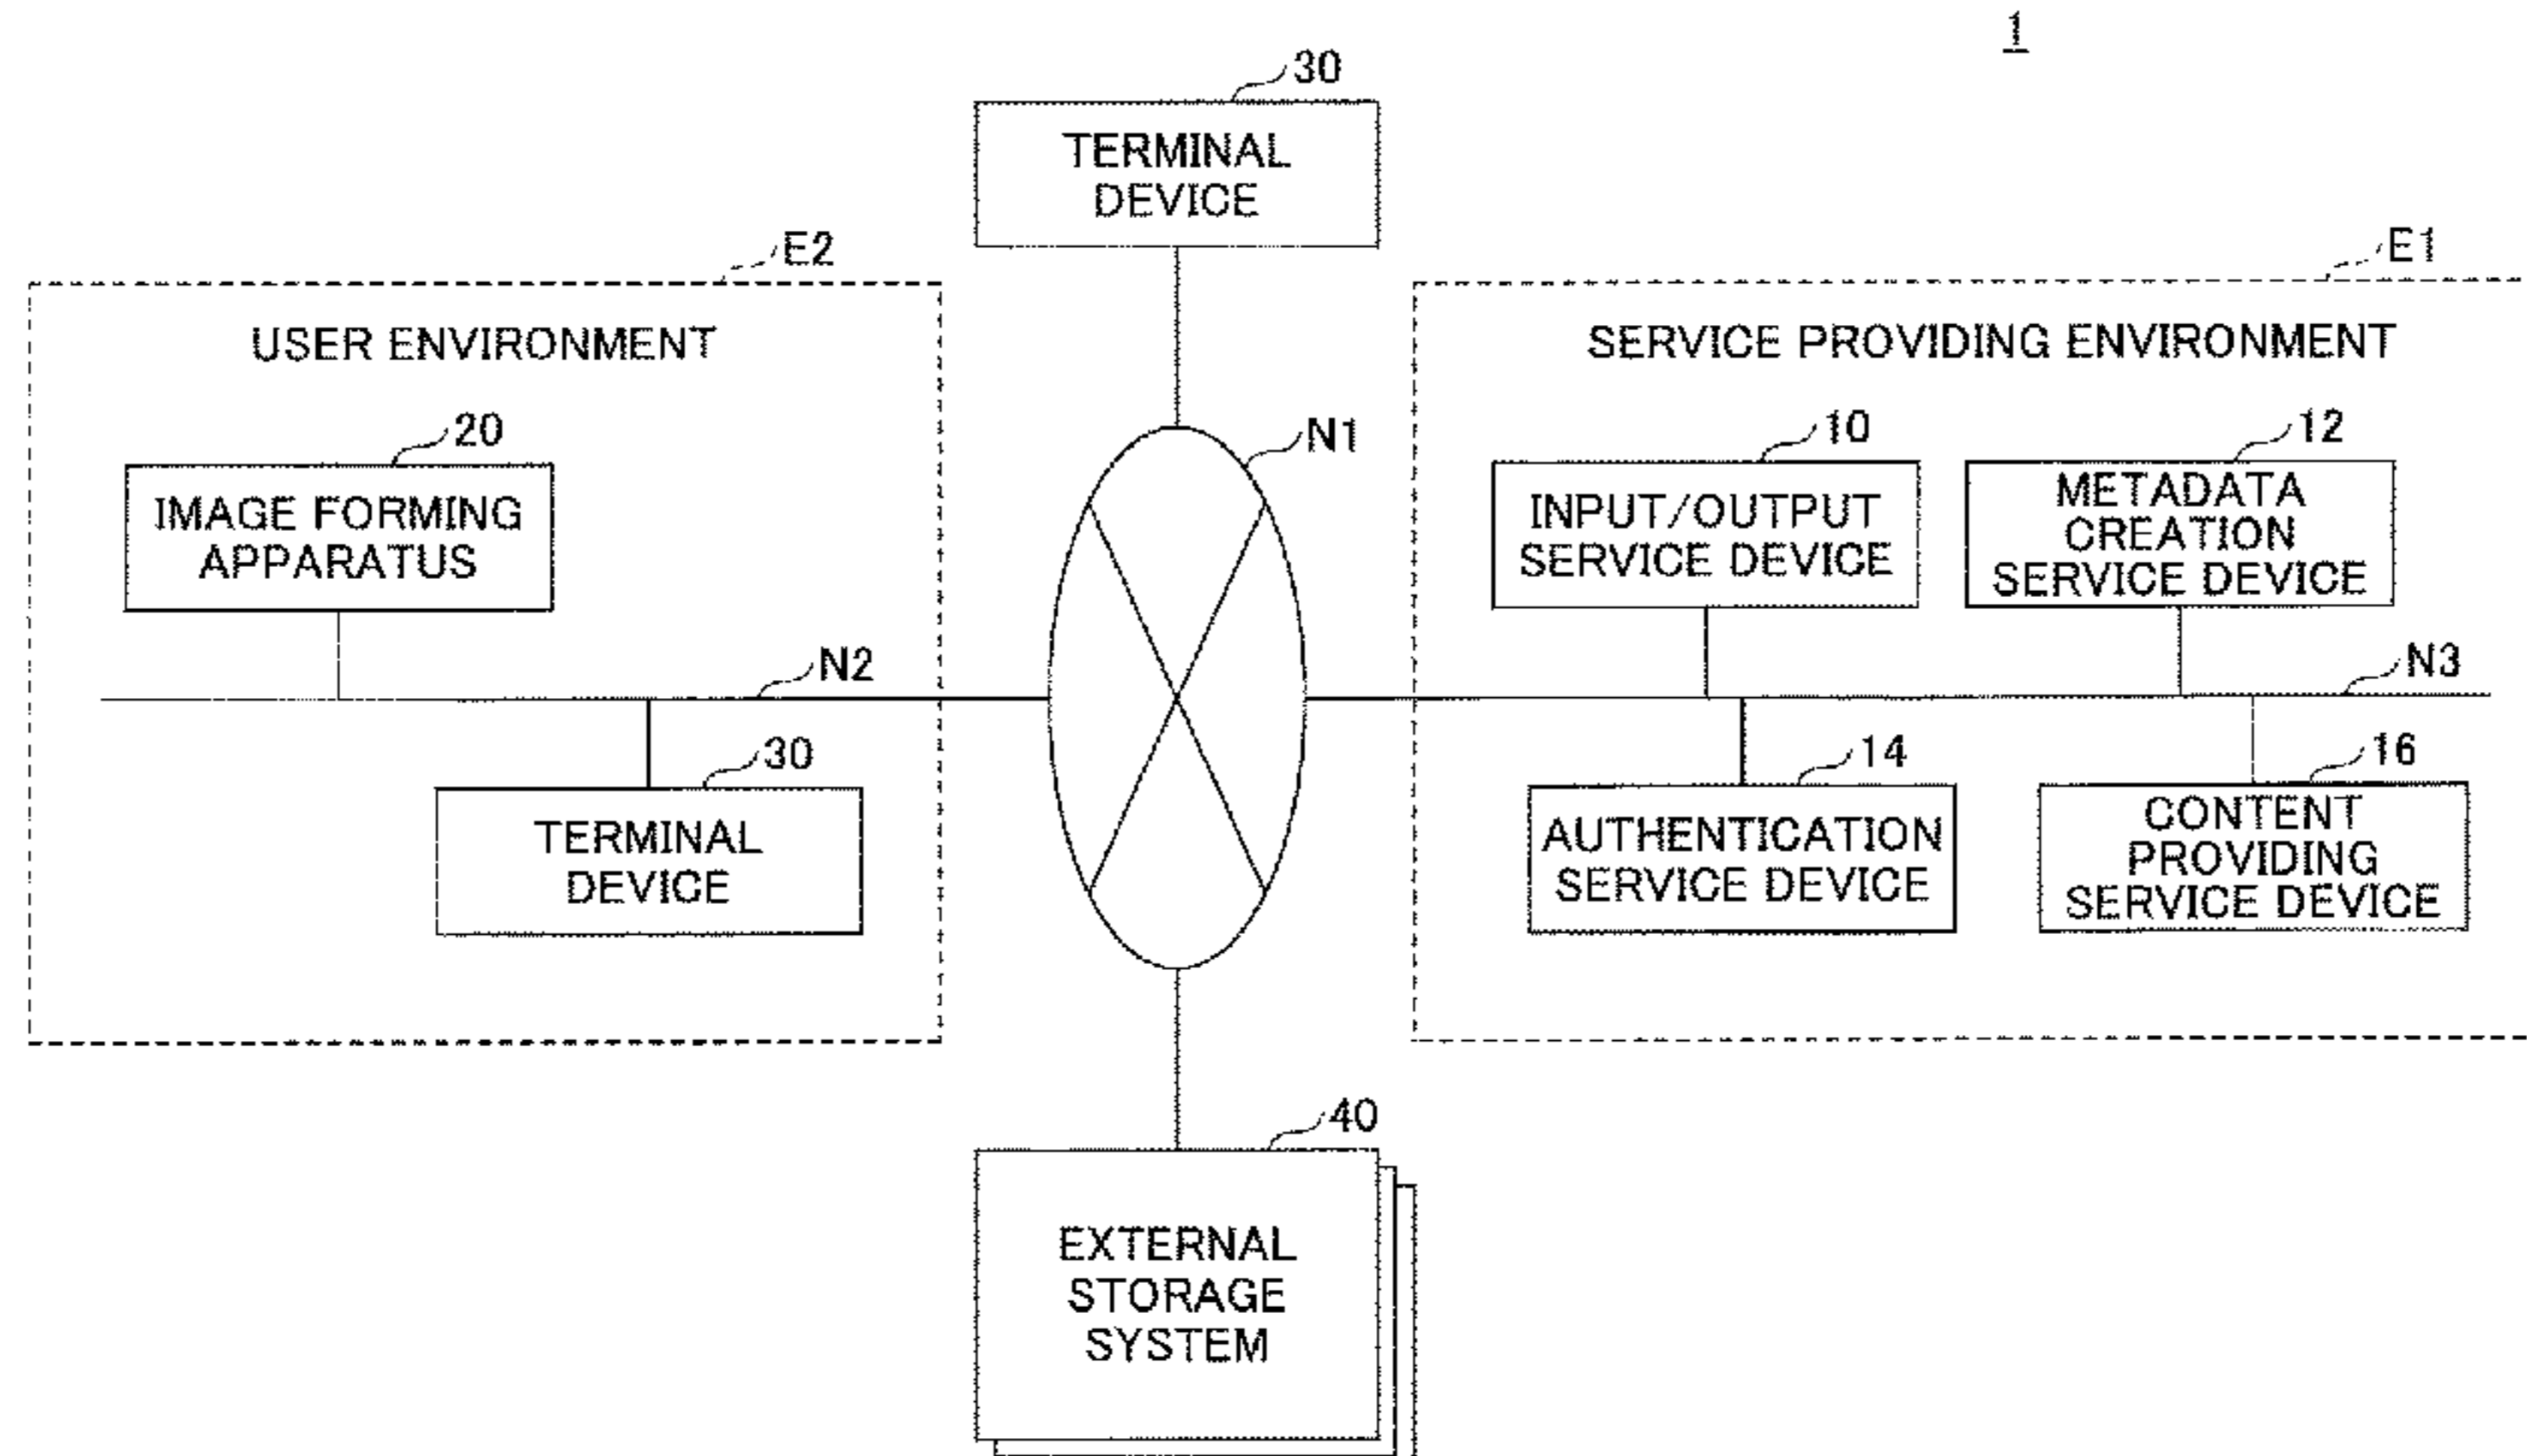 1
30
TERMINAL
DEVICE
E2
E1
USER ENVIRONMENT
SERVICE PROVIDING ENVIRONMENT
20
IMAGE FORMING
APPARATUS
N1
10
INPUT/OUTPUT
SERVICE DEVICE
12
METADATA
CREATION
SERVICE DEVICE
N2
N3
30
TERMINAL
DEVICE
14
AUTHENTICATION
SERVICE DEVICE
16
CONTENT
PROVIDING
SERVICE DEVICE
40
EXTERNAL
STORAGE
SYSTEM